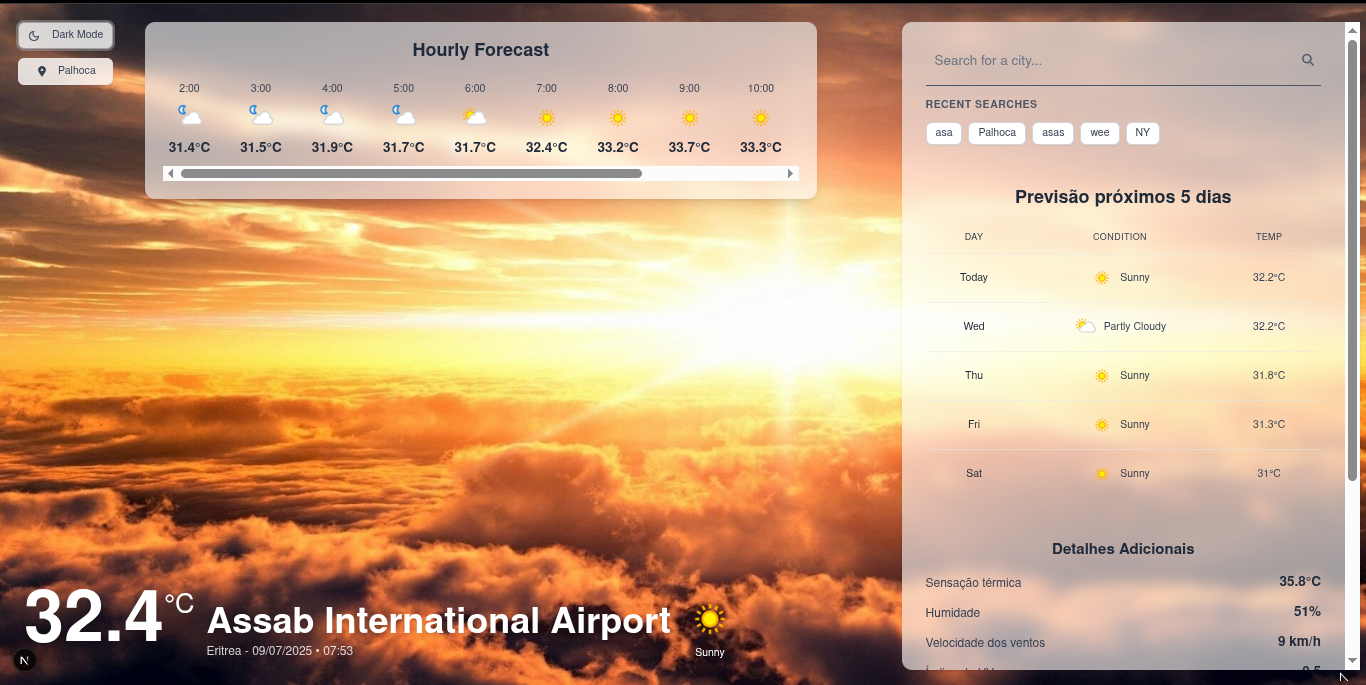 Dark Mode
Palhoca
Hourly Forecast
2:00 3:00 4:00 5:00 6:00 7:00 8:00 9:00 10:00
31.4°C 31.5°C 31.9°C 31.7°C 31.7°C 32.4°C 33.2°C 33.7°C 33.3°C
32.4°C
Assab International Airport
Eritrea - 09/07/2025 • 07:53
Sunny
N
Search for a city...
RECENT SEARCHES
asa Palhoca asas wee NY
Previsão próximos 5 dias
DAY CONDITION TEMP
Today Sunny 32.2°C
Wed Partly Cloudy 32.2°C
Thu Sunny 31.8°C
Fri Sunny 31.3°C
Sat Sunny 31°C
Detalhes Adicionais
Sensação térmica 35.8°C
Humidade 51%
Velocidade dos ventos 9 km/h